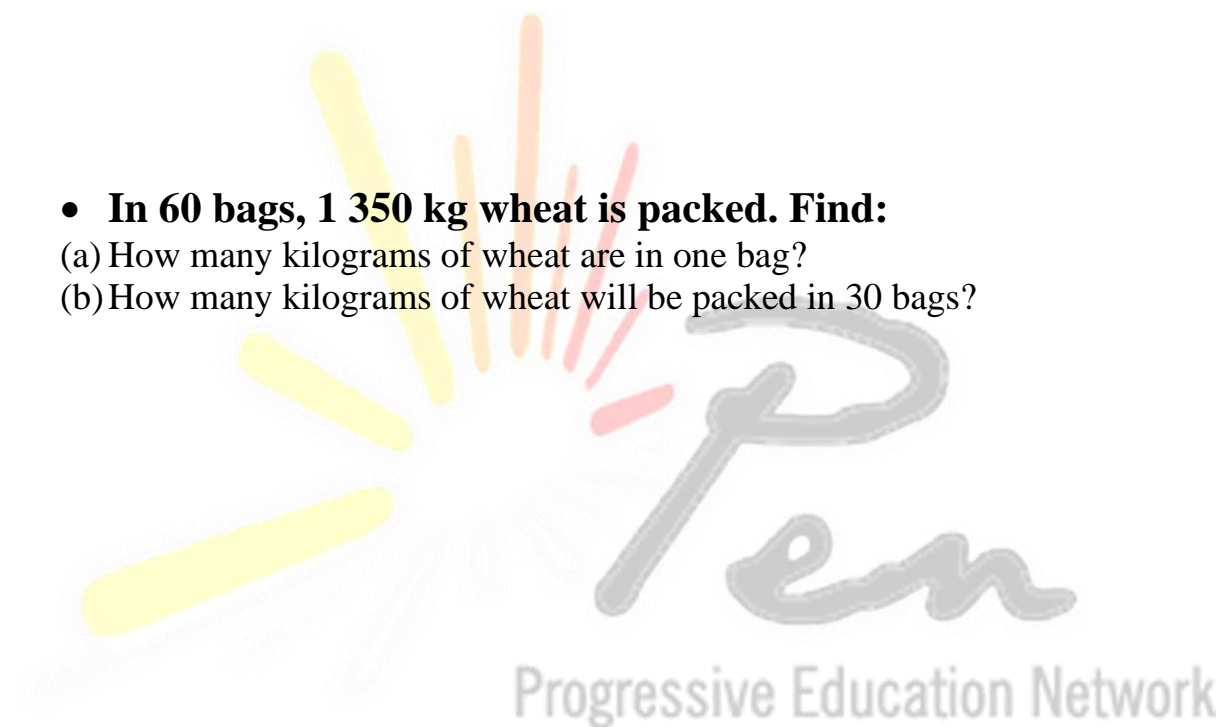 • In 60 bags, 1 350 kg wheat is packed. Find:
(a) How many kilograms of wheat are in one bag?
(b) How many kilograms of wheat will be packed in 30 bags?
Pen
Progressive Education Network